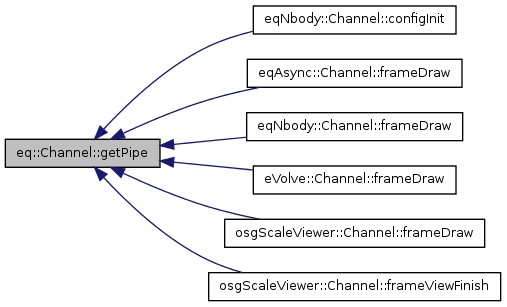 eqNbody::Channel::configInit
eqAsync::Channel::frameDraw
eqNbody::Channel::frameDraw
eq::Channel::getPipe
eVolve::Channel::frameDraw
osgScaleViewer::Channel::frameDraw
osgScaleViewer::Channel::frameViewFinish